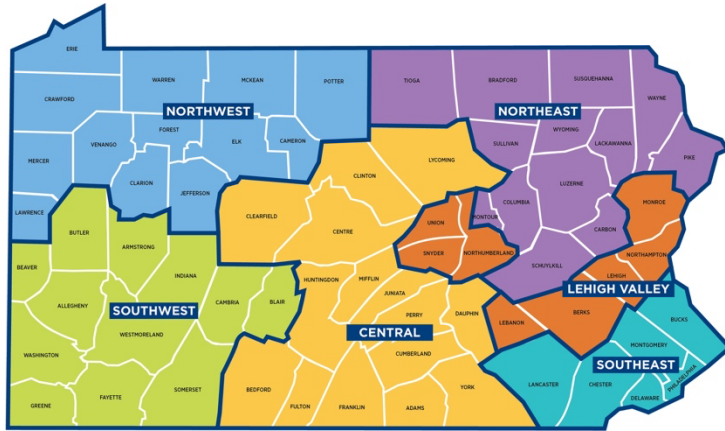 ERIE
WARREN
MCKEAN
POTTER
TIOGA
BRADFORD
SUSQUEHANNA
WAYNE
CRAWFORD
NORTHWEST
NORTHEAST
FOREST
ELK
CAMERON
VENANGO
MERCER
CLARION
JEFFERSON
LAWRENCE
SULLIVAN
WYOMING
LACKAWANNA
PIKE
LYCOMING
CLINTON
CLEARFIELD
CENTRE
UNION
SNYDER
MONTOUR
NORTHUMBERLAND
COLUMBIA
LUZERNE
CARBON
MONROE
SCHUYLKILL
NORTHAMPTON
LEHIGH
LEHIGH VALLEY
BUTLER
ARMSTRONG
BEAVER
INDIANA
ALLEGHENY
SOUTHWEST
CAMBRIA
BLAIR
WESTMORELAND
WASHINGTON
GREENE
FAYETTE
SOMERSET
HUNTINGDON
MIFFLIN
JUNIATA
PERRY
DAUPHIN
CENTRAL
CUMBERLAND
BEDFORD
FULTON
FRANKLIN
ADAMS
YORK
LEBANON
BERKS
BUCKS
MONTGOMERY
SOUTHEAST
LANCASTER
CHESTER
DELAWARE
PHILADELPHIA